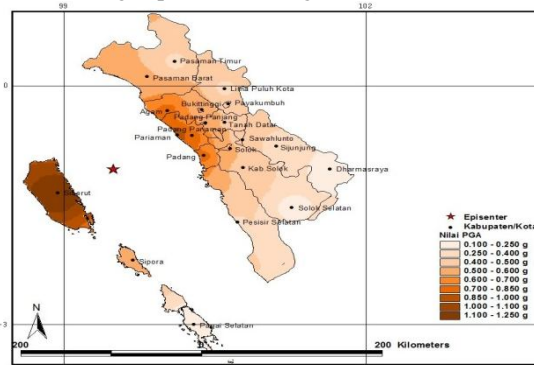 99
102
Pasaman Timur
0
Pasaman Barat
Lima Puluh Kota
Bukittinggi
Payakumbuh
Agam
Padang Panjang
Tanah Datar
Padang Pariaman
Pariaman
Sawahlunto
Solok
Sijunjung
Padang
Kab Solok
Dharmasraya
Siberut
Solok Selatan
Pesisir Selatan
Sipora
Pagai Selatan
Episenter
Kabupaten/Kota
Nilai PGA
0.100 - 0.250 g
0.250 - 0.400 g
0.400 - 0.500 g
0.500 - 0.600 g
0.600 - 0.700 g
0.700 - 0.850 g
0.850 - 1.000 g
1.000 - 1.100 g
1.100 - 1.250 g
N
-3
200
0
200 Kilometers